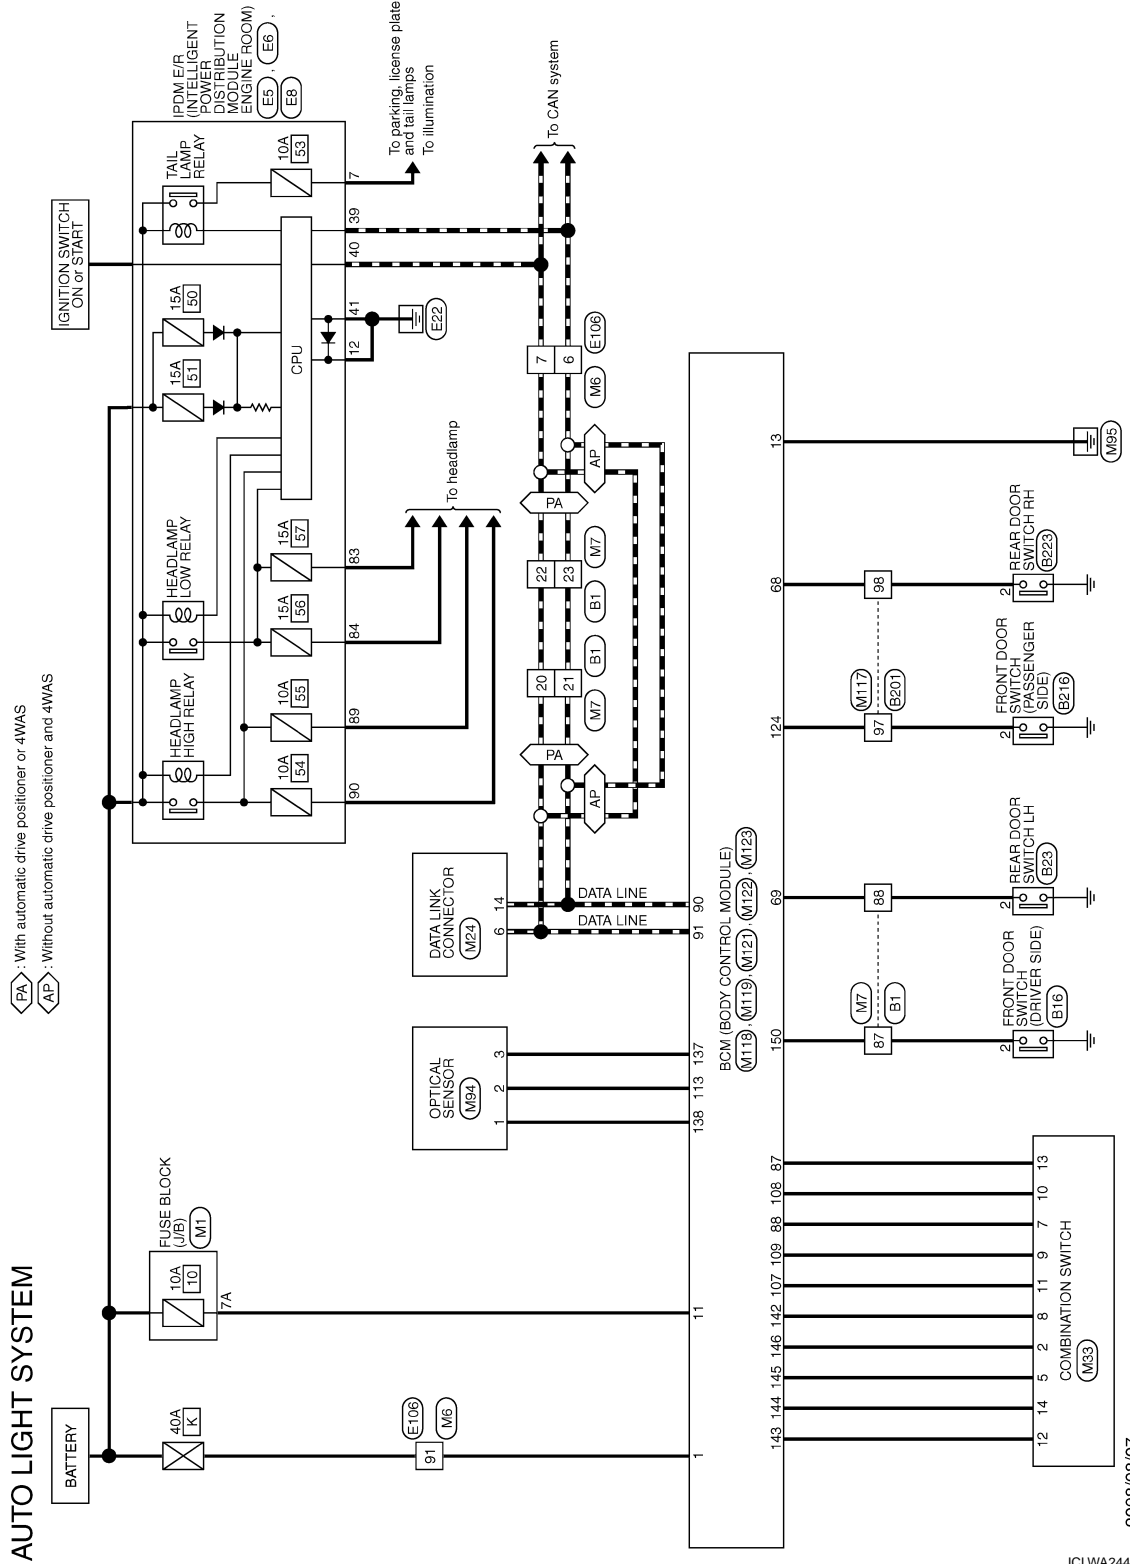 AUTO LIGHT SYSTEM
PA : With automatic drive positioner or 4WAS
AP : Without automatic drive positioner and 4WAS
BATTERY
IGNITION SWITCH
ON or START
40A
K
FUSE BLOCK
(J/B)
M1
10A
10
7A
E106
91
M6
HEADLAMP
HIGH RELAY
HEADLAMP
LOW RELAY
TAIL
LAMP
RELAY
IPDM E/R
(INTELLIGENT
POWER
DISTRIBUTION
MODULE
ENGINE ROOM)
E5 , E6 ,
E8
15A
51
15A
50
10A
54
10A
55
15A
56
15A
57
10A
53
CPU
90
89
84
83
12
41
40
39
7
E22
To headlamp
To parking, license plate
and tail lamps
To illumination
To CAN system
OPTICAL
SENSOR
M94
1
2
3
DATA LINK
CONNECTOR
M24
6
14
DATA LINE
DATA LINE
AP
PA
20
21
M7
B1
22
23
B1
M7
PA
AP
7
6
M6
E106
1
11
138
113
137
91
90
BCM (BODY CONTROL MODULE)
M118 , M119 , M121 , M122 , M123
143
144
145
146
142
107
109
88
108
87
150
69
124
68
13
M7
87
B1
88
M117
97
B201
98
12
14
5
2
8
11
9
7
10
13
COMBINATION SWITCH
M33
2
FRONT DOOR
SWITCH
(DRIVER SIDE)
B16
2
REAR DOOR
SWITCH LH
B23
2
FRONT DOOR
SWITCH
(PASSENGER
SIDE)
B216
2
REAR DOOR
SWITCH RH
B223
M95